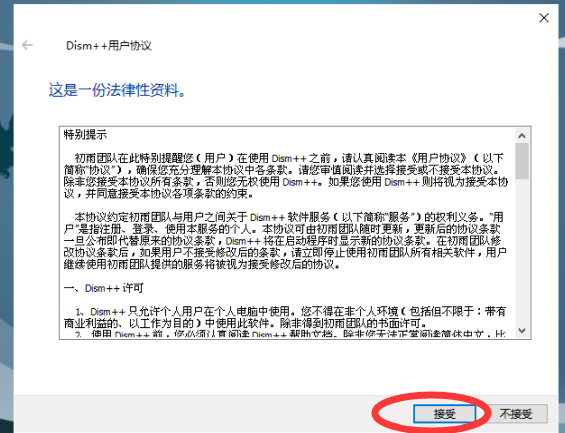 Dism++用户协议
这是一份法律性资料。
特别提示
初雨团队在此特别提醒您（用户）在使用 Dism++ 之前，请认真阅读本《用户协议》（以下
简称“协议”），确保您充分理解本协议中各条款。请您审慎阅读并选择接受或不接受本协议。
除非您接受本协议所有条款，否则您无权使用 Dism++。如果您使用 Dism++ 则将视为接受本协
议，并同意接受本协议各项条款的约束。
本协议约定初雨团队与用户之间关于 Dism++ 软件服务（以下简称“服务”）的权利义务。“用
户”是指注册、登录、使用本服务的个人。本协议可由初雨团队随时更新，更新后的协议条款
一旦公布即代替原来的协议条款，Dism++ 将在启动程序时显示新的协议条款。在初雨团队修
改协议条款后，如果用户不接受修改后的条款，请立即停止使用初雨团队所有相关软件，用户
继续使用初雨团队提供的服务将被视为接受修改后的协议。
一、Dism++ 许可
1、Dism++ 只允许个人用户在个人电脑中使用。您不得在非个人环境（包括但不限于：带有
商业利益的、以工作为目的）中使用此软件。除非得到初雨团队的书面许可。
2、使用 Dism++ 前，您必须认真阅读 Dism++ 帮助文档。除非您无法正常阅读简体中文，比
接受
不接受